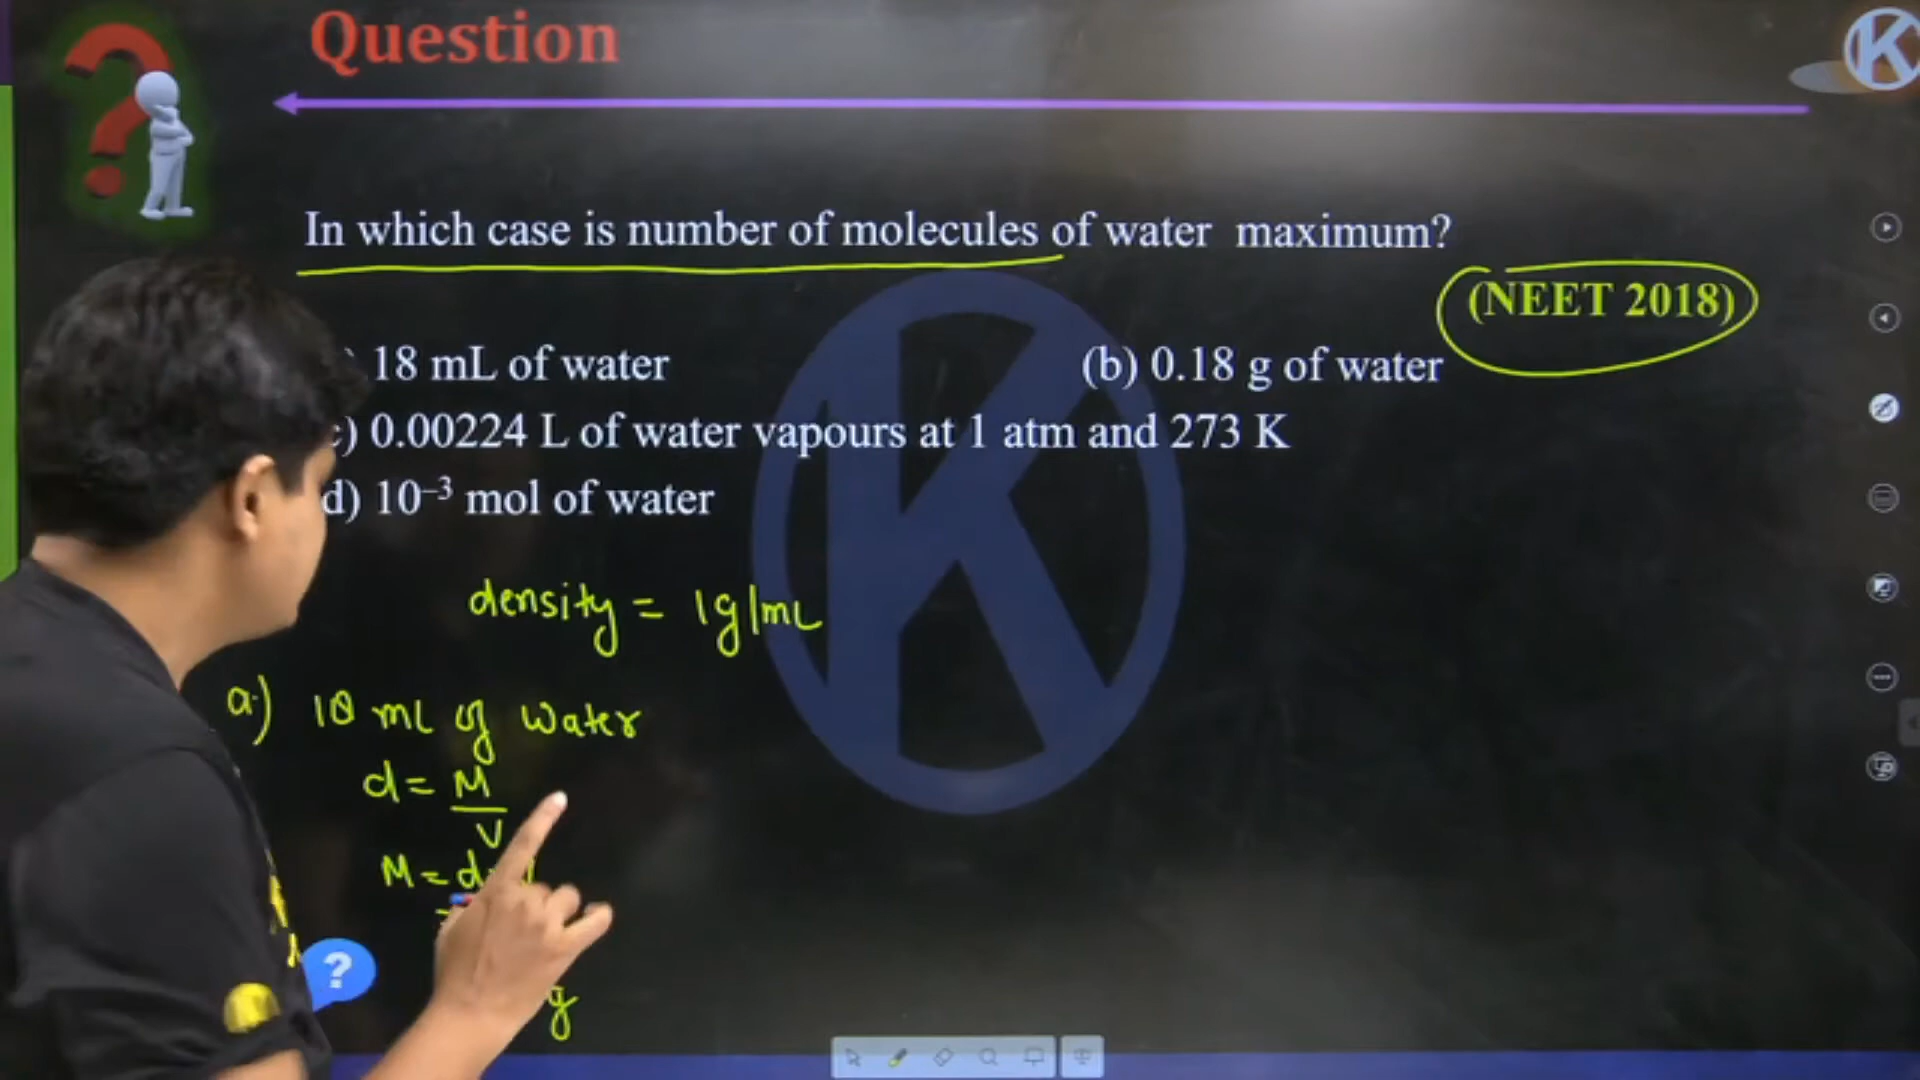 Question
In which case is number of molecules of water maximum?
(NEET 2018)
18 mL of water
(b) 0.18 g of water
c) 0.00224 L of water vapours at 1 atm and 273 K
d) 10⁻³ mol of water
density = 1g/mL
a.) 18 mL of water
d = M
V
M = d
g
?
K
K